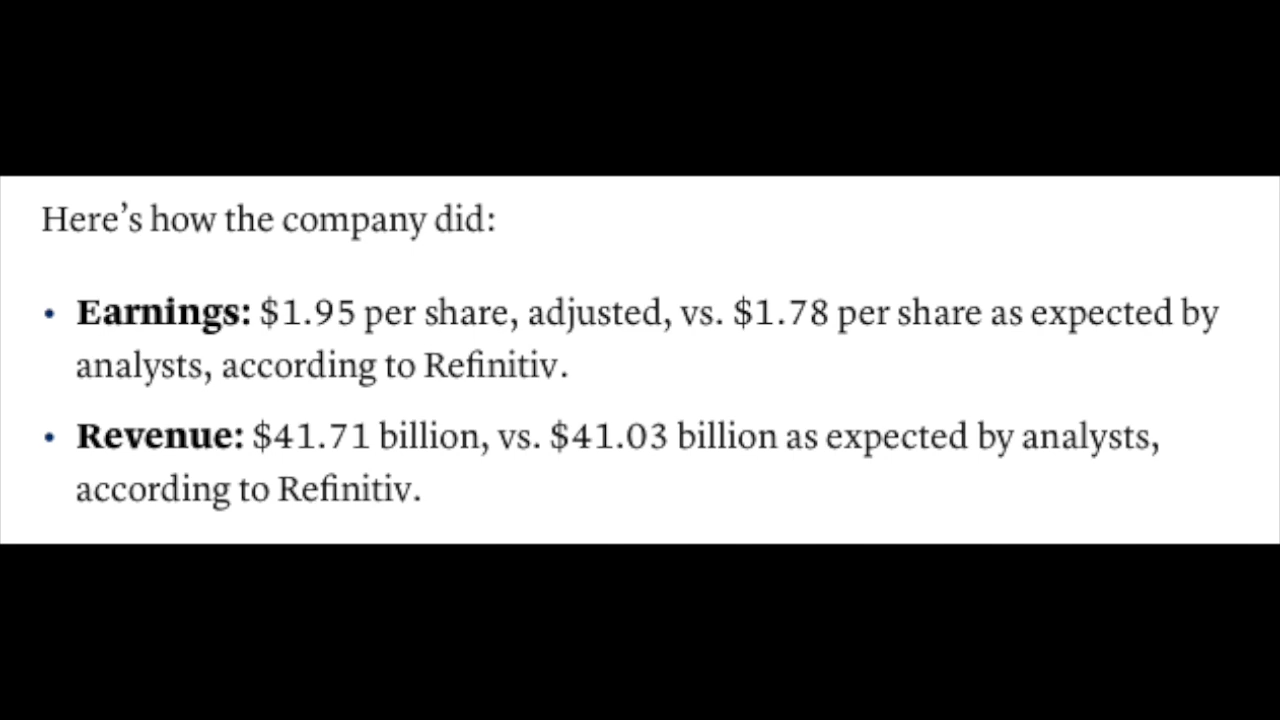 Here’s how the company did:
• Earnings: $1.95 per share, adjusted, vs. $1.78 per share as expected by
analysts, according to Refinitiv.
• Revenue: $41.71 billion, vs. $41.03 billion as expected by analysts,
according to Refinitiv.